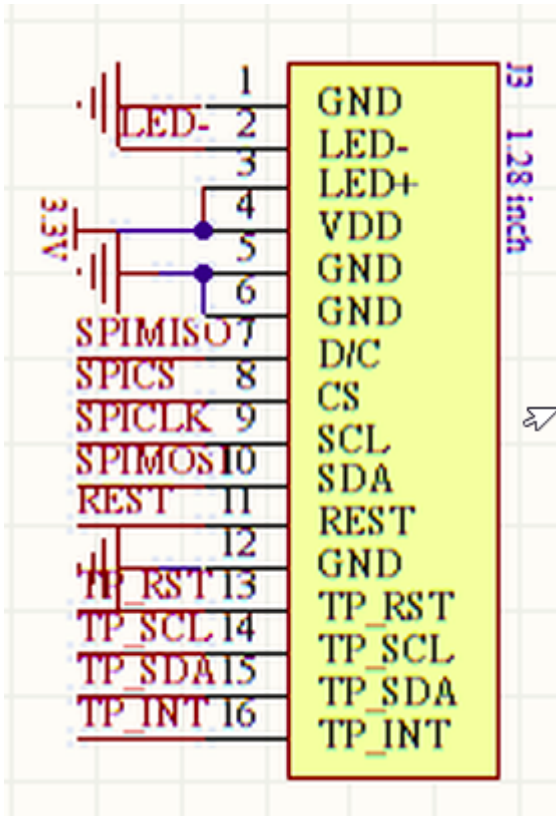 J3 1.28 inch
1 GND
LED- 2 LED-
3 LED+
3.3V 4 VDD
5 GND
6 GND
SPIMISO 7 D/C
SPICS 8 CS
SPICLK 9 SCL
SPIMOsI 10 SDA
REST 11 REST
12 GND
TP_RST 13 TP_RST
TP_SCL 14 TP_SCL
TP_SDA 15 TP_SDA
TP_INT 16 TP_INT